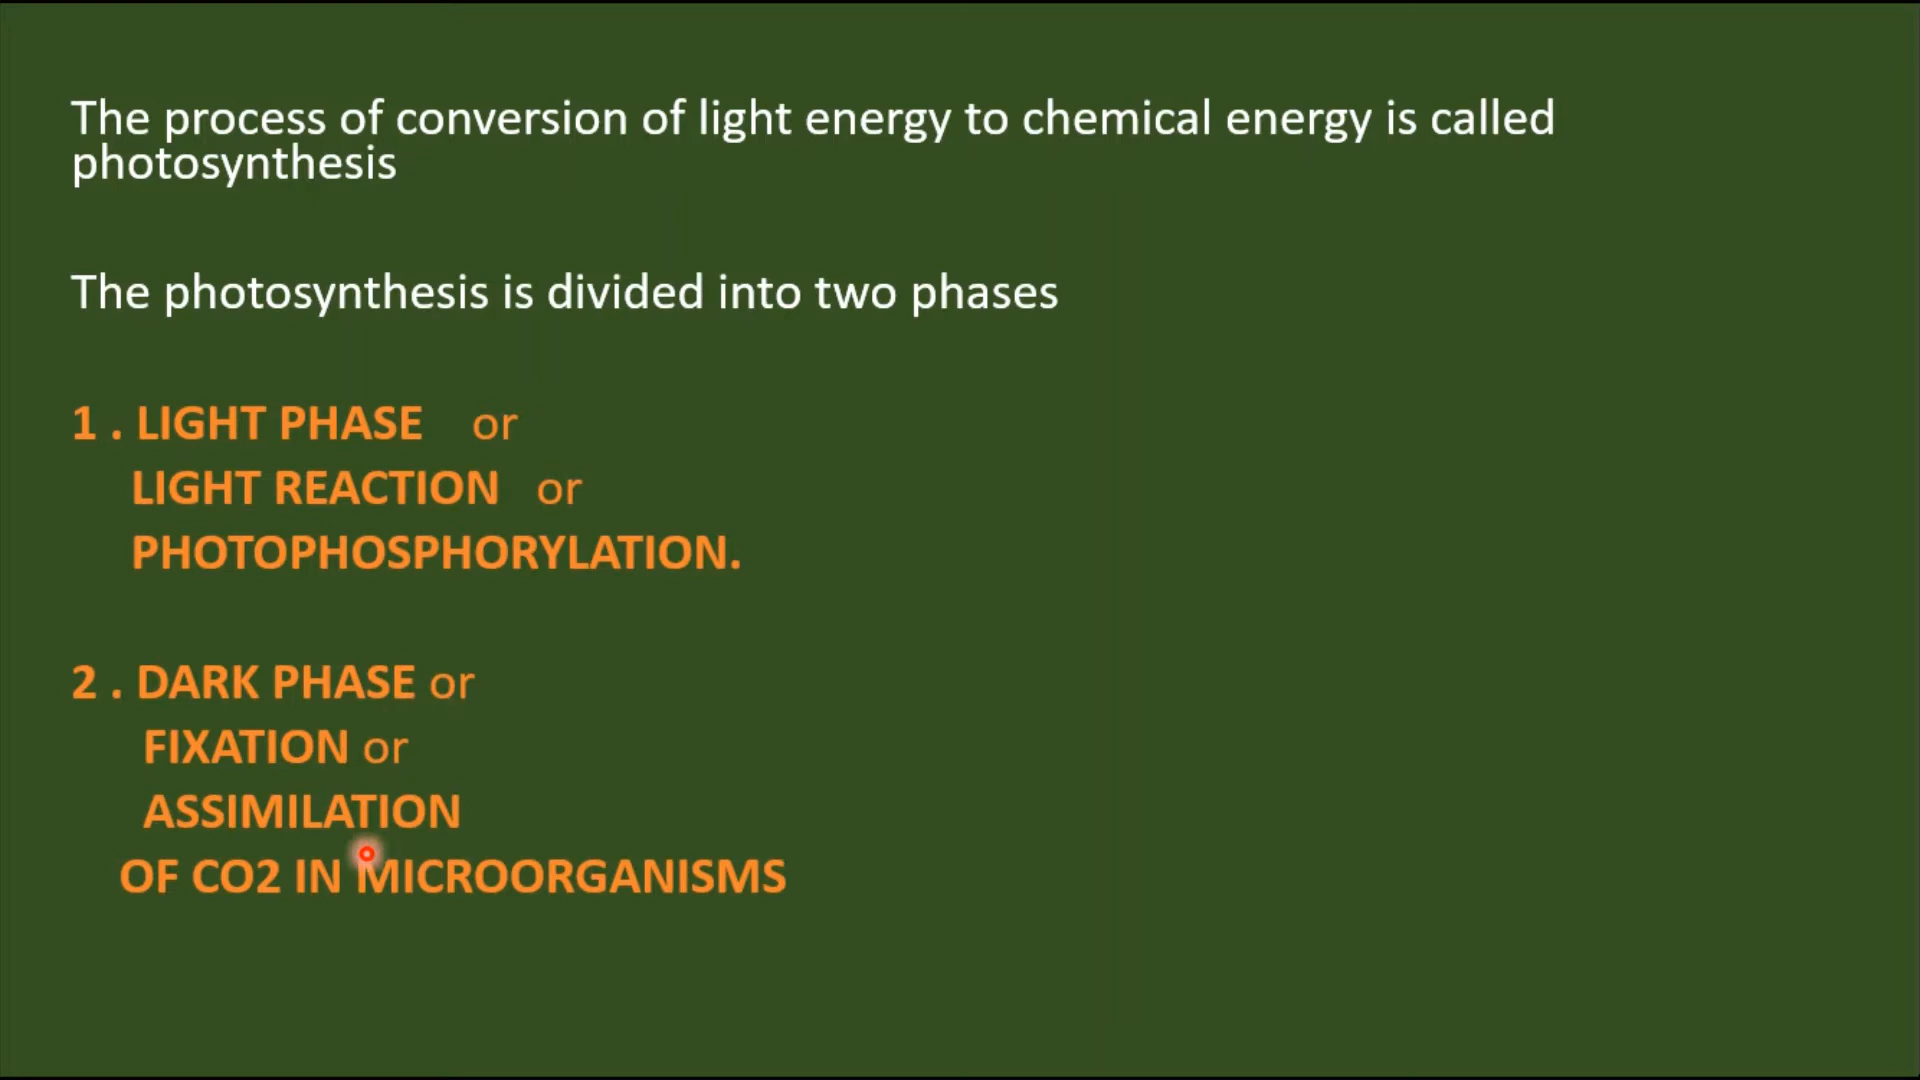 The process of conversion of light energy to chemical energy is called
photosynthesis
The photosynthesis is divided into two phases
1 . LIGHT PHASE or
LIGHT REACTION or
PHOTOPHOSPHORYLATION.
2 . DARK PHASE or
FIXATION or
ASSIMILATION
OF CO2 IN MICROORGANISMS